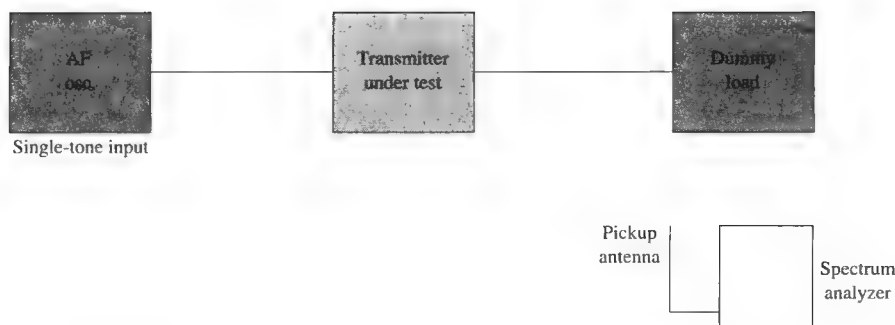 AF
osc.
Transmitter
under test
Dummy
load
Single-tone input
Pickup
antenna
Spectrum
analyzer